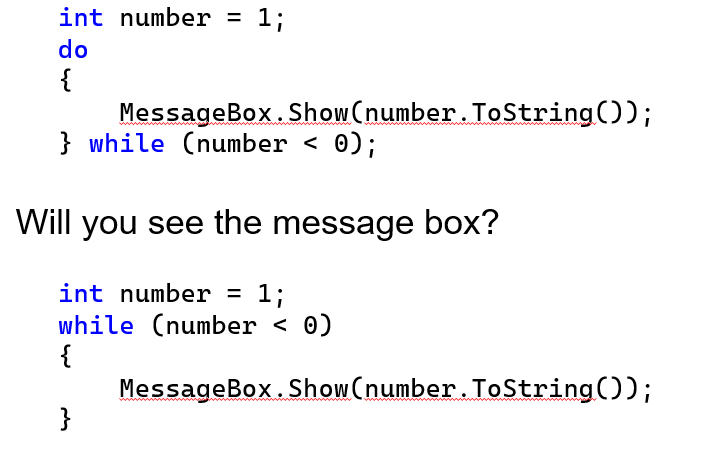 int number = 1;
do
{
    MessageBox.Show(number.ToString());
} while (number < 0);
Will you see the message box?
int number = 1;
while (number < 0)
{
    MessageBox.Show(number.ToString());
}